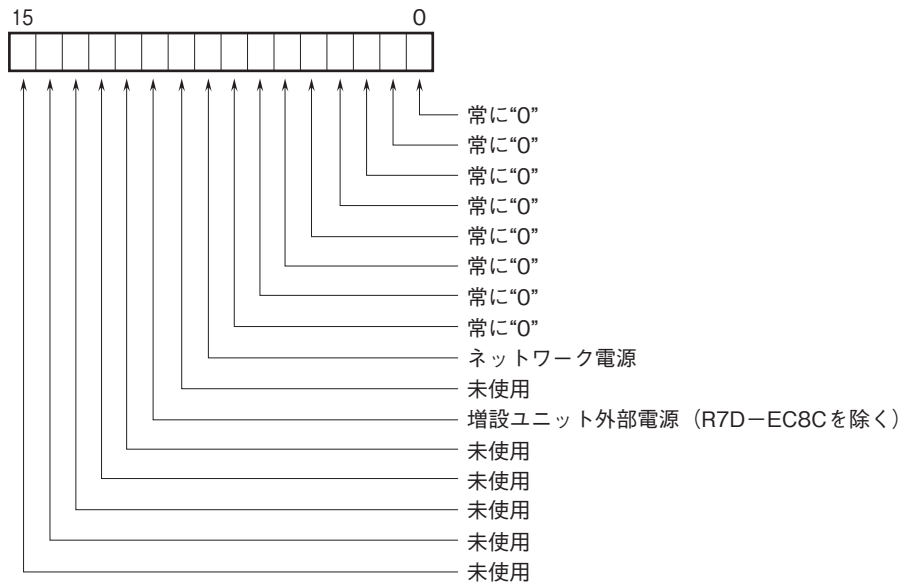 15 0
常に“0”
常に“0”
常に“0”
常に“0”
常に“0”
常に“0”
常に“0”
常に“0”
ネットワーク電源
未使用
増設ユニット外部電源（R7D－EC8Cを除く）
未使用
未使用
未使用
未使用
未使用